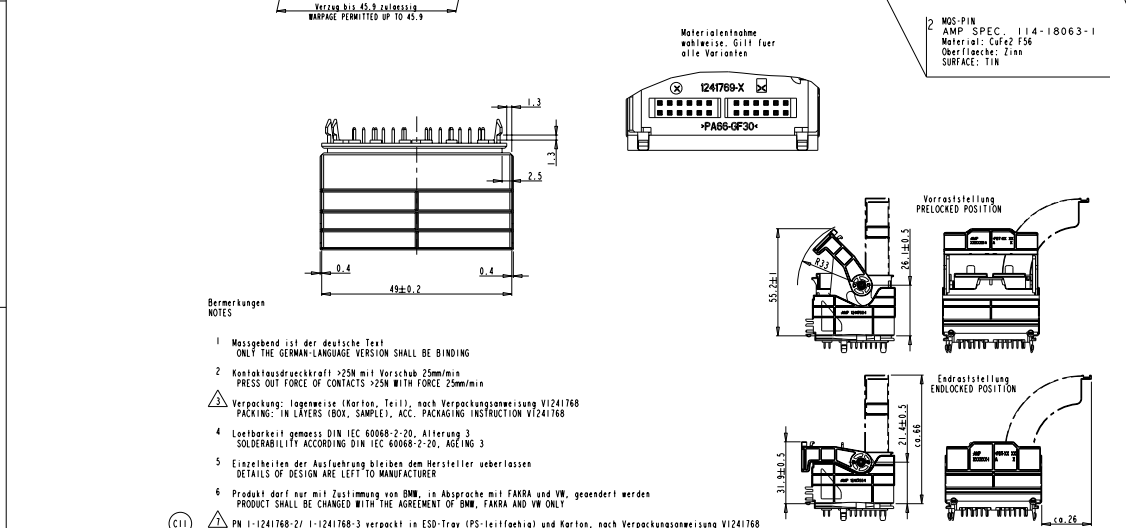 Verzug bis 45.9 zulaessig
WARPAGE PERMITTED UP TO 45.9
2 MQS-PIN
AMP SPEC. 114-18063-1
Material: CuFe2 F56
Oberflaeche: Zinn
SURFACE: TIN
Materialentnahme
wahlweise. Gilt fuer
alle Varianten
1241769-X
>PA66-GF30<
1.3
1.3
2.5
0.4
0.4
49±0.2
Vorraststellung
PRELOCKED POSITION
R33
55.2±1
26.1±0.5
AMP
Endraststellung
ENDLOCKED POSITION
31.9±0.5
21.4±0.5
ca.66
AMP
ca.26
Bermerkungen
NOTES
1 Massgebend ist der deutsche Text
ONLY THE GERMAN-LANGUAGE VERSION SHALL BE BINDING
2 Kontaktausdrueckkraft >25N mit Vorschub 25mm/min
PRESS OUT FORCE OF CONTACTS >25N WITH FORCE 25mm/min
3 Verpackung: lagenweise (Karton, Teil), nach Verpackungsanweisung V1241768
PACKING: IN LAYERS (BOX, SAMPLE), ACC. PACKAGING INSTRUCTION V1241768
4 Loetbarkeit gemaess DIN IEC 60068-2-20, Alterung 3
SOLDERABILITY ACCORDING DIN IEC 60068-2-20, AGEING 3
5 Einzelheiten der Ausfuehrung bleiben dem Hersteller ueberlassen
DETAILS OF DESIGN ARE LEFT TO MANUFACTURER
6 Produkt darf nur mit Zustimmung von BMW, in Absprache mit FAKRA und VW, geaendert werden
PRODUCT SHALL BE CHANGED WITH THE AGREEMENT OF BMW, FAKRA AND VW ONLY
C11 7 PN 1-1241768-2/ 1-1241768-3 verpackt in ESD-Tray (PS-leitfaehig) und Karton, nach Verpackungsanweisung V1241768